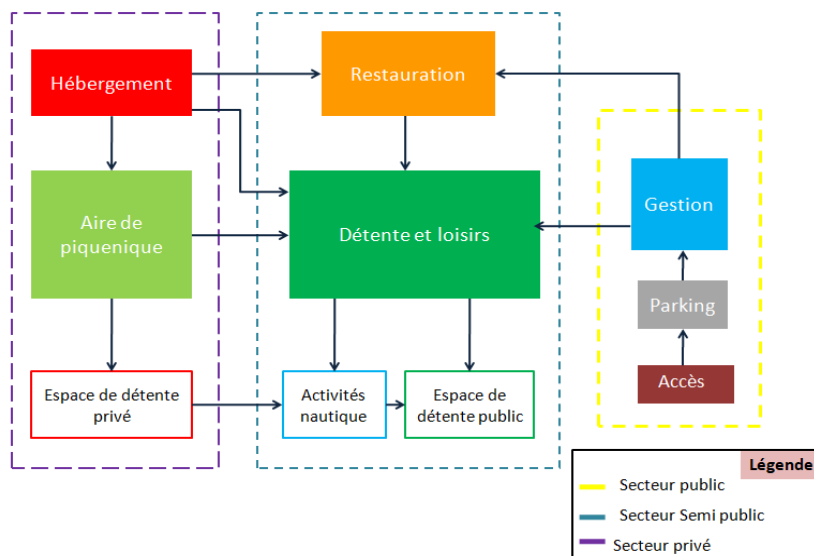 Hébergement
Restauration
Gestion
Aire de
piquenique
Détente et loisirs
Parking
Accès
Espace de détente
privé
Activités
nautique
Espace de
détente public
Légende
Secteur public
Secteur Semi public
Secteur privé